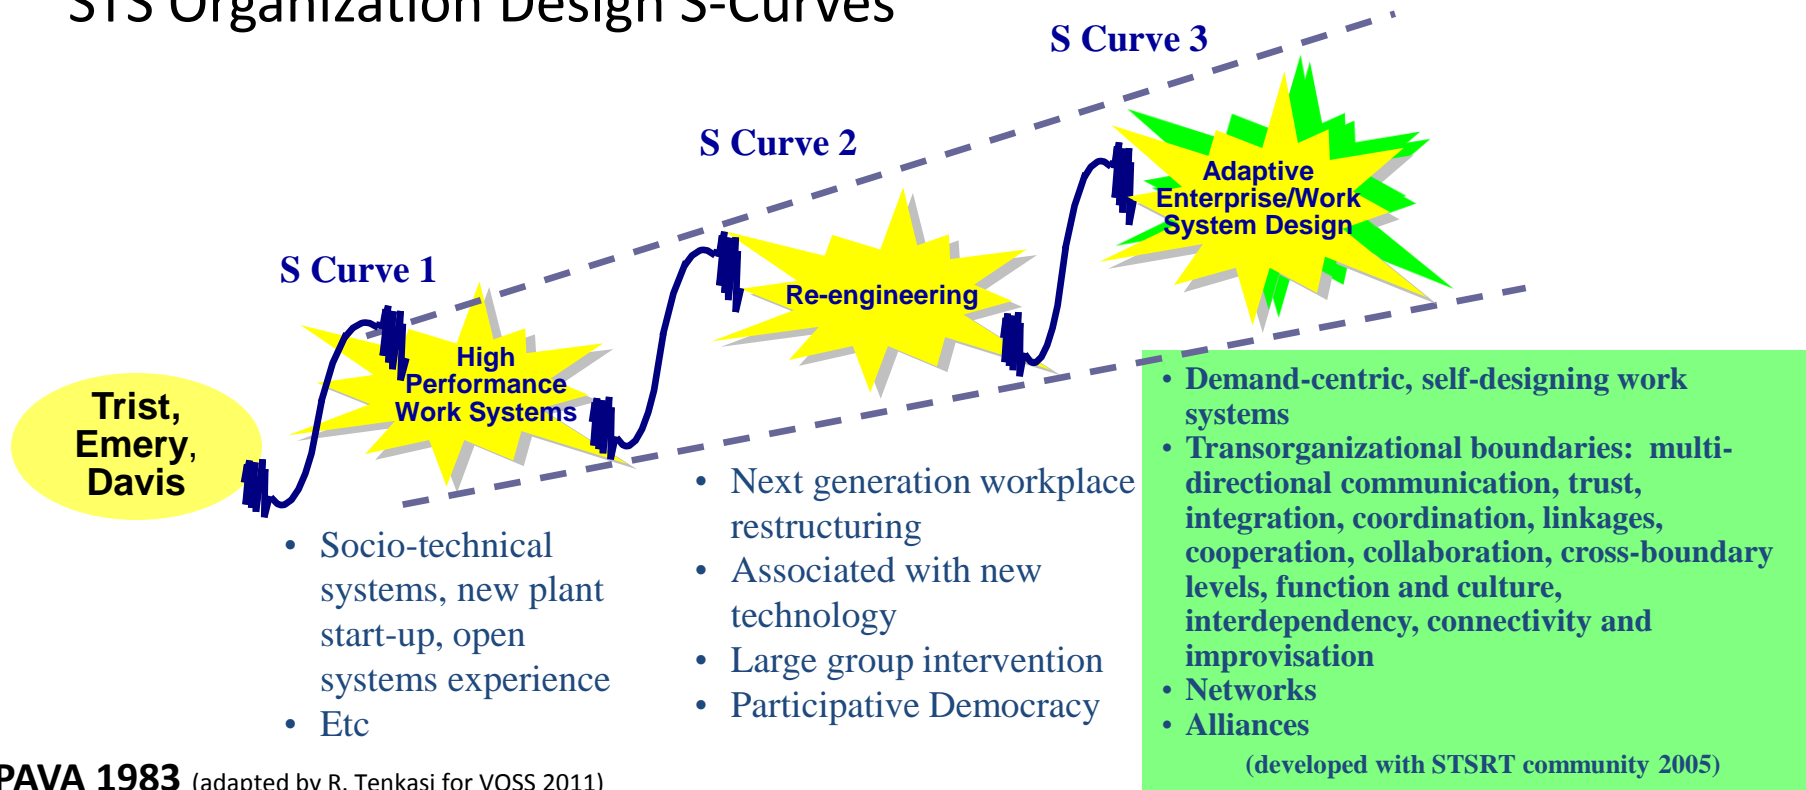 STS Organization Design S-Curves
S Curve 3
S Curve 2
S Curve 1
Adaptive
Enterprise/Work
System Design
Re-engineering
High
Performance
Work Systems
Trist,
Emery,
Davis
• Socio-technical
systems, new plant
start-up, open
systems experience
• Etc
• Next generation workplace
restructuring
• Associated with new
technology
• Large group intervention
• Participative Democracy
• Demand-centric, self-designing work
systems
• Transorganizational boundaries: multi-
directional communication, trust,
integration, coordination, linkages,
cooperation, collaboration, cross-boundary
levels, function and culture,
interdependency, connectivity and
improvisation
• Networks
• Alliances
(developed with STSRT community 2005)
PAVA 1983 (adapted by R. Tenkasi for VOSS 2011)